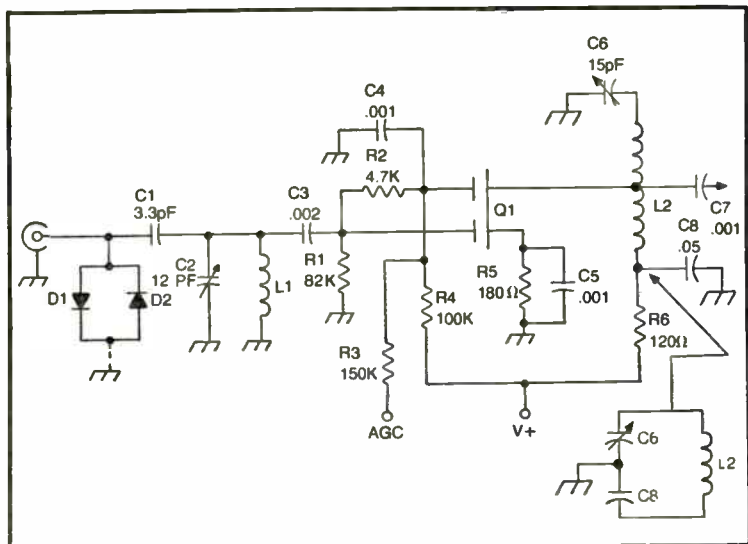 C6
15pF
C4
.001
R2
4.7K
C1
3.3pF
C3
.002
Q1
L2
C7
.001
C8
.05
12
C2
PF
L1
R1
82K
D1
D2
R5
180Ω
C5
.001
R4
100K
R6
120Ω
R3
150K
AGC
V+
C6
L2
C8